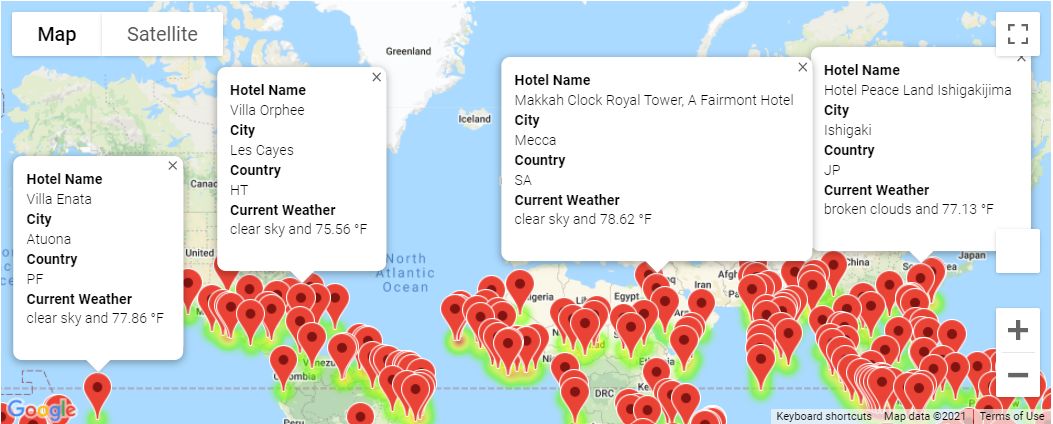 Map
Satellite
Greenland
Iceland
Hotel Name
Villa Enata
City
Atuona
Country
PF
Current Weather
clear sky and 77.86 °F
Hotel Name
Villa Orphee
City
Les Cayes
Country
HT
Current Weather
clear sky and 75.56 °F
Hotel Name
Makkah Clock Royal Tower, A Fairmont Hotel
City
Mecca
Country
SA
Current Weather
clear sky and 78.62 °F
Hotel Name
Hotel Peace Land Ishigakijima
City
Ishigaki
Country
JP
Current Weather
broken clouds and 77.13 °F
Canad
United
North
Atlantic
Ocean
China
Japan
Afgh
Iran
Egypt
Libya
Venezu
DRC
Google
Keyboard shortcuts
Map data ©2021
Terms of Use